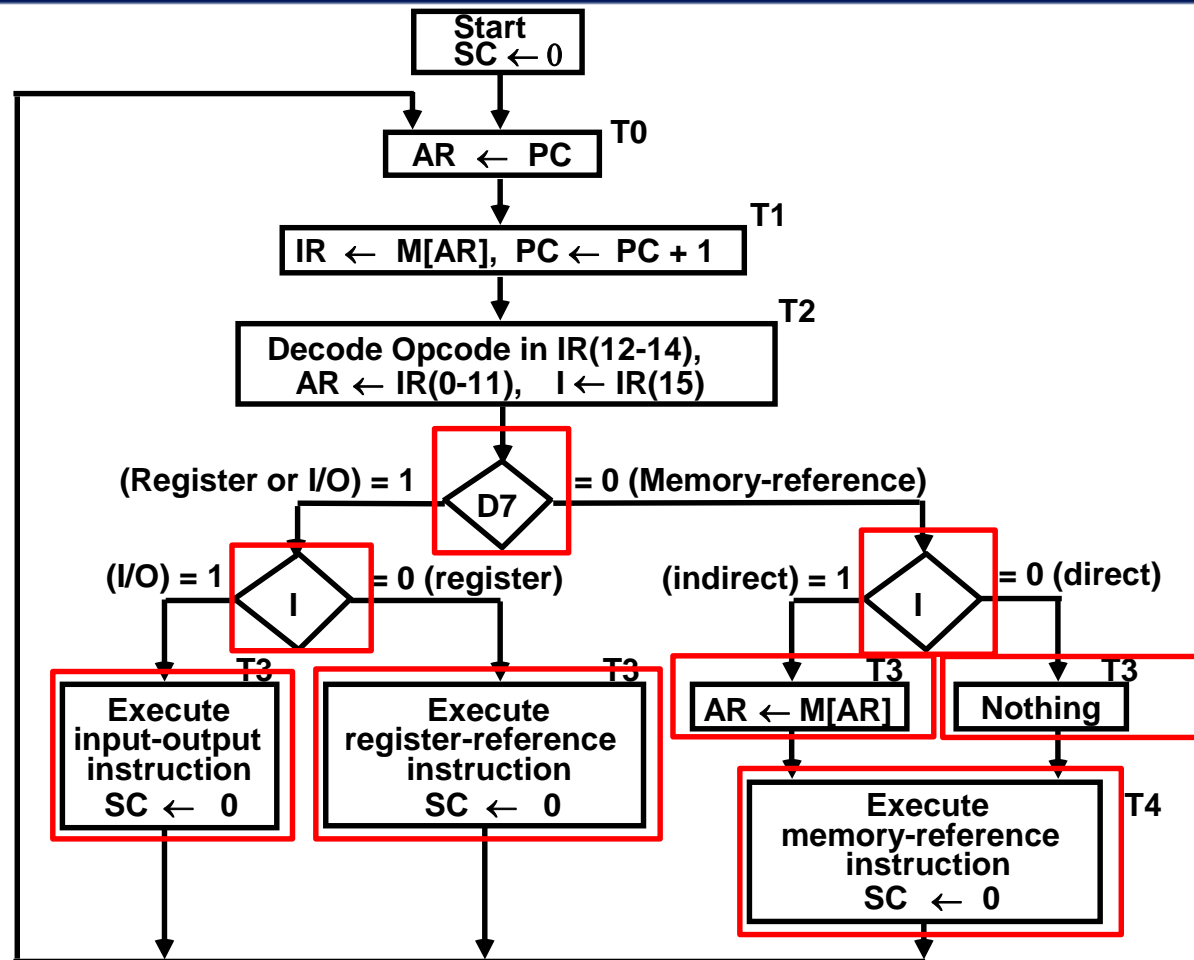 Start
SC ← 0
T0
AR ← PC
T1
IR ← M[AR], PC ← PC + 1
T2
Decode Opcode in IR(12-14),
AR ← IR(0-11), I ← IR(15)
(Register or I/O) = 1
D7
= 0 (Memory-reference)
(I/O) = 1
I
= 0 (register)
(indirect) = 1
I
= 0 (direct)
T3
Execute
input-output
instruction
SC ← 0
T3
Execute
register-reference
instruction
SC ← 0
T3
AR ← M[AR]
T3
Nothing
T4
Execute
memory-reference
instruction
SC ← 0